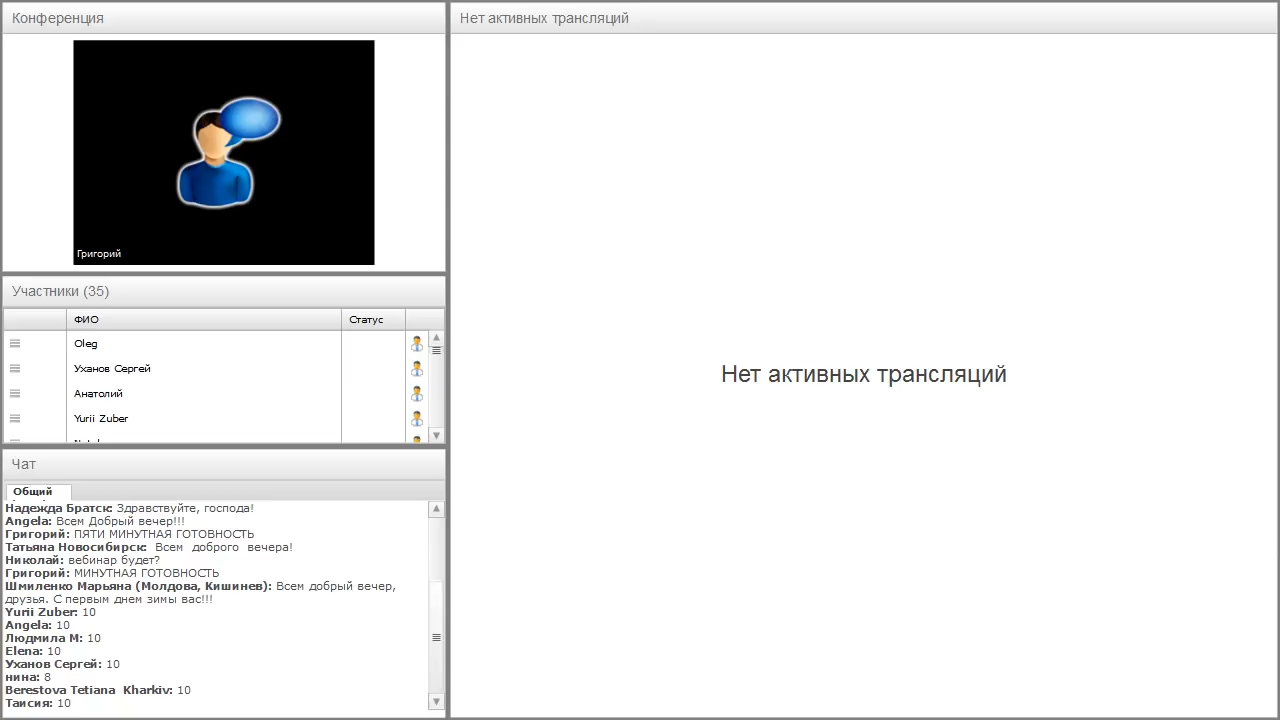 Конференция
Григорий
Участники (35)
ФИО
Статус
Oleg
Уханов Сергей
Анатолий
Yurii Zuber
Чат
Общий
Надежда Братск: Здравствуйте, господа!
Angela: Всем Добрый вечер!!!
Григорий: ПЯТИ МИНУТНАЯ ГОТОВНОСТЬ
Татьяна Новосибирск: Всем доброго вечера!
Николай: вебинар будет?
Григорий: МИНУТНАЯ ГОТОВНОСТЬ
Шмиленко Марьяна (Молдова, Кишинев): Всем добрый вечер,
друзья. С первым днем зимы вас!!!
Yurii Zuber: 10
Angela: 10
Людмила М: 10
Elena: 10
Уханов Сергей: 10
нина: 8
Berestova Tetiana Kharkiv: 10
Таисия: 10
Нет активных трансляций
Нет активных трансляций